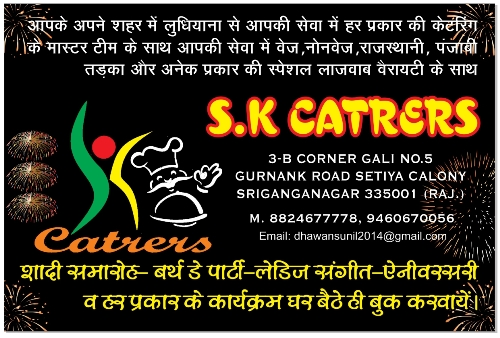 आपके अपने शहर में लुधियाना से आपकी सेवा में हर प्रकार की केटरिंग
के मास्टर टीम के साथ आपकी सेवा में वेज,नोनवेज,राजस्थानी, पंजाबी
तड़का और अनेक प्रकार की स्पेशल लाजवाब वैरायटी के साथ
S.K CATRERS
3-B CORNER GALI NO.5
GURNANK ROAD SETIYA CALONY
SRIGANGANAGAR 335001 (RAJ.)
M. 8824677778, 9460670056
Email: dhawansunil2014@gmail.com
SK
Catrers
शादी समारोह- बर्थ डे पार्टी-लेडिज संगीत-ऐनीवरसरी
व हर प्रकार के कार्यक्रम घर बैठे ही बुक करवायें।